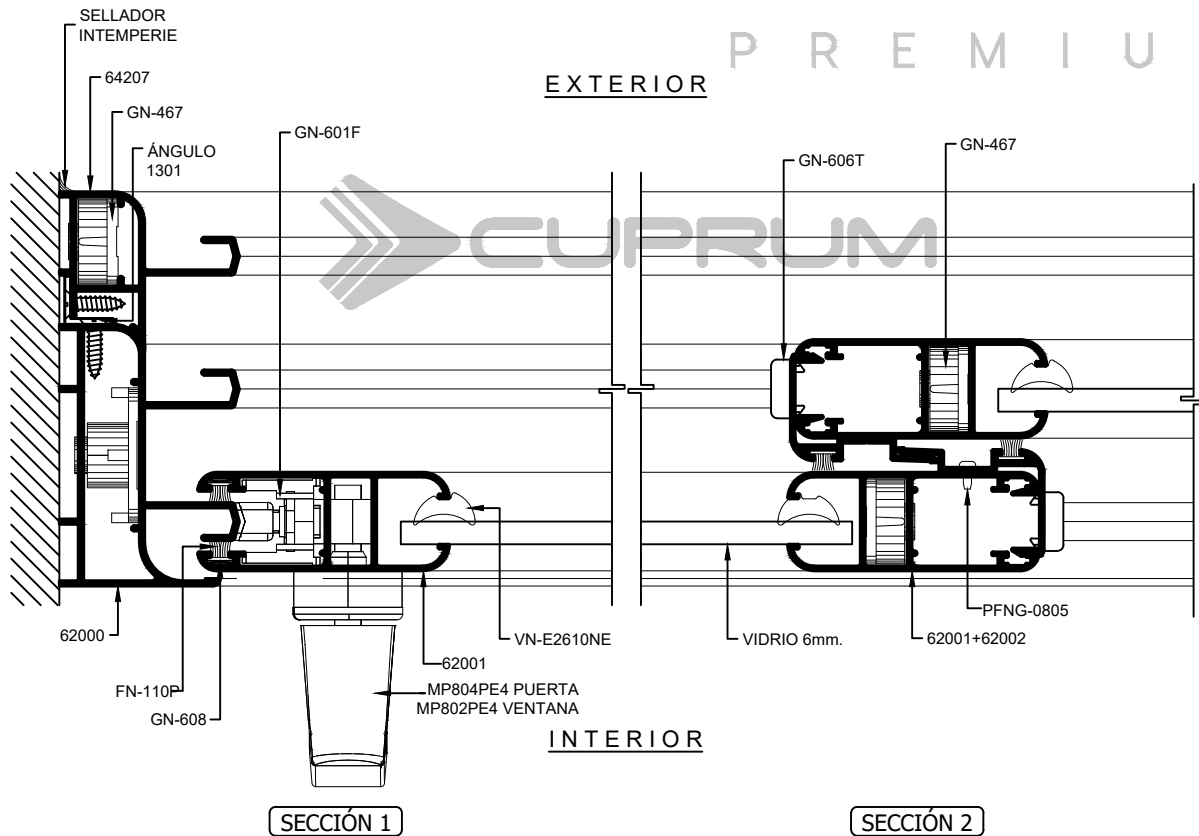 SELLADOR
INTEMPERIE
P R E M I U
64207
EXTERIOR
GN-467
GN-601F
ÁNGULO
1301
GN-606T
GN-467
CUPRUM
62000
VN-E2610NE
VIDRIO 6mm.
PFNG-0805
62001+62002
62001
FN-110P
MP804PE4 PUERTA
MP802PE4 VENTANA
GN-608
INTERIOR
SECCIÓN 1
SECCIÓN 2